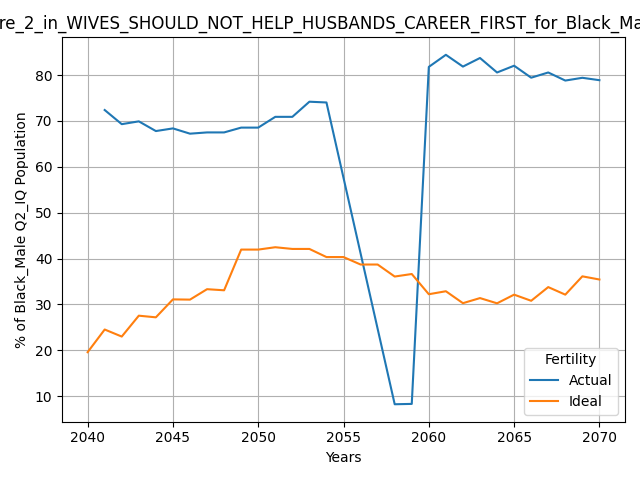 re_2_in_WIVES_SHOULD_NOT_HELP_HUSBANDS_CAREER_FIRST_for_Black_Ma
% of Black_Male Q2_IQ Population
80
70
60
50
40
30
20
10
2040 2045 2050 2055 2060 2065 2070
Years
Fertility
Actual
Ideal